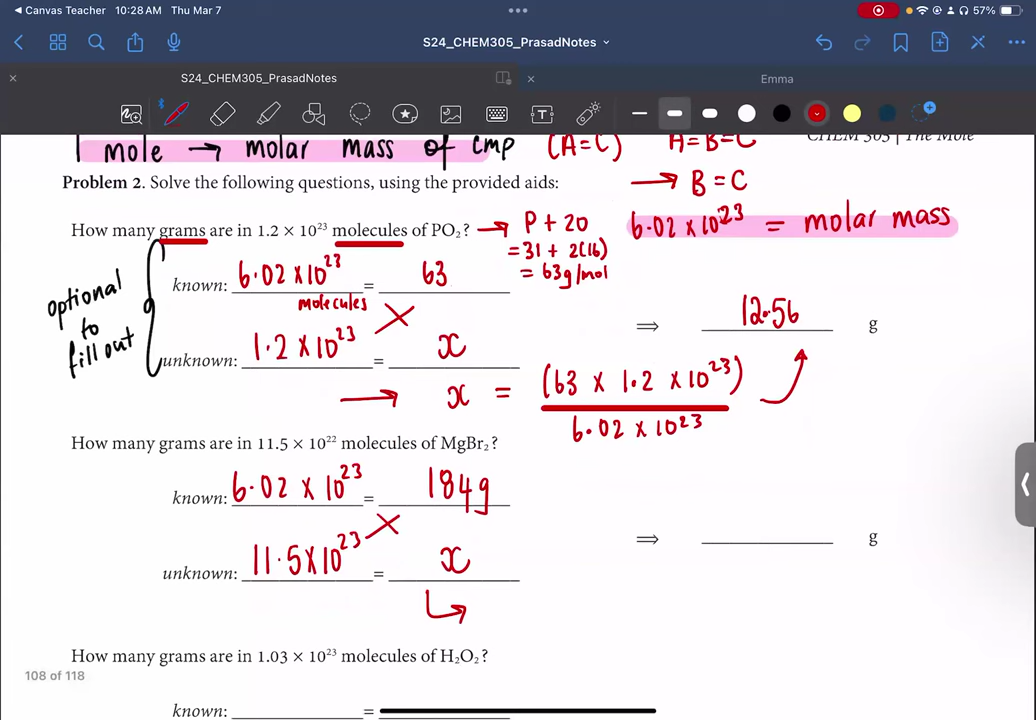 Canvas Teacher 10:28 AM Thu Mar 7 57%
S24_CHEM305_PrasadNotes
S24_CHEM305_PrasadNotes Emma
1 mole → molar mass of cmp (A=C) A=B=C CHEM 305 | The Mole
→ B=C
Problem 2. Solve the following questions, using the provided aids:
6.02 x 10²³ = molar mass
How many grams are in 1.2 × 10²³ molecules of PO₂? → P + 20
= 31 + 2(16)
= 63g/mol
known: 6.02 x10²³ = 63
molecules
optional
to
fill out
⟹ 12.56 g
unknown: 1.2 x 10²³ = x
→ x = (63 x 1.2 x 10²³)
6.02 x 10²³
How many grams are in 11.5 × 10²² molecules of MgBr₂?
known: 6.02 x 10²³ = 184g
⟹ g
unknown: 11.5x10²³ = x
How many grams are in 1.03 × 10²³ molecules of H₂O₂?
108 of 118
known: =